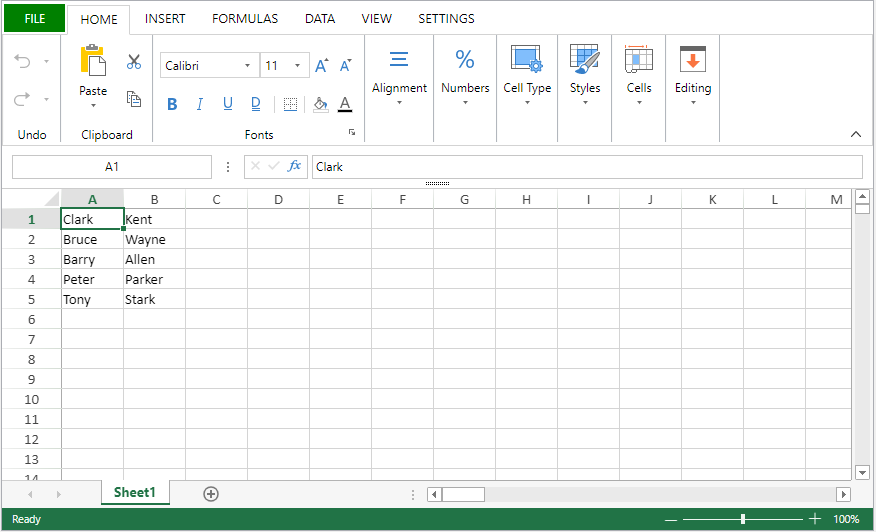 FILE HOME INSERT FORMULAS DATA VIEW SETTINGS
Calibri 11 A A
Paste Alignment Numbers Cell Type Styles Cells Editing
B I U D A
Undo Clipboard Fonts
A1 fx Clark
A B C D E F G H I J K L M
1 Clark Kent
2 Bruce Wayne
3 Barry Allen
4 Peter Parker
5 Tony Stark
6
7
8
9
10
11
12
13
14
Sheet1
Ready 100%